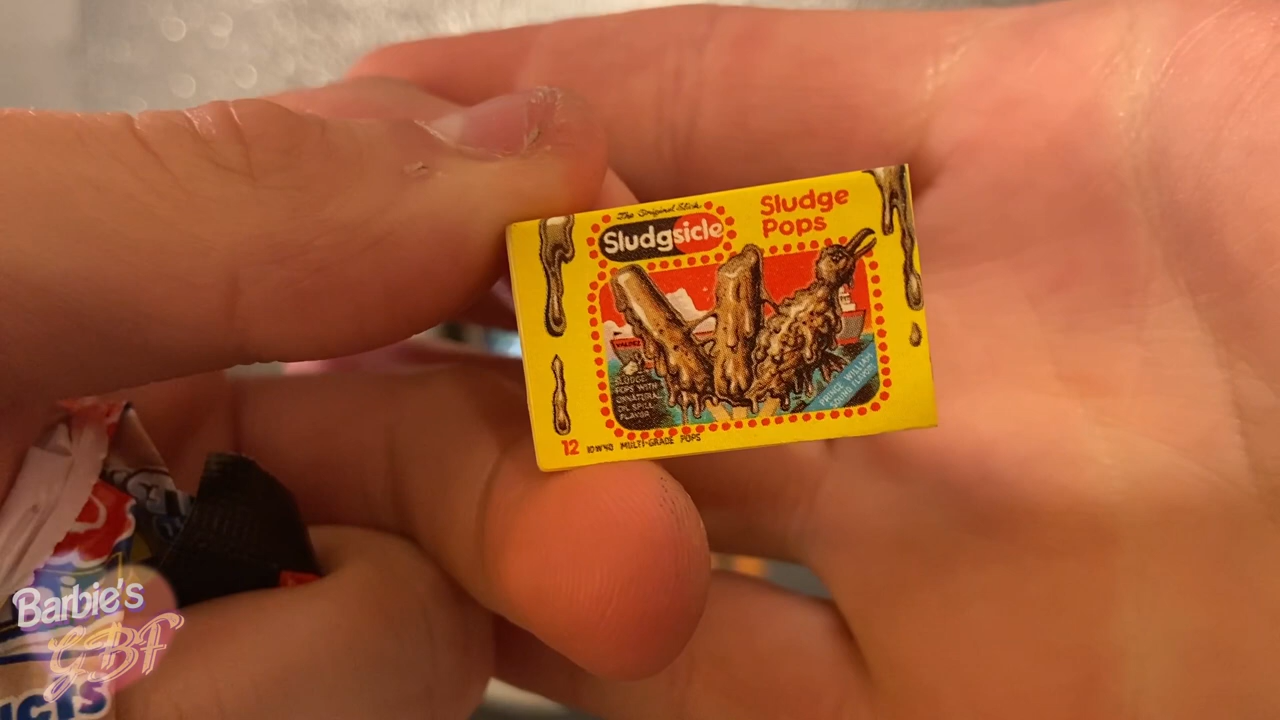 The Original Slick
Sludgsicle
Sludge
Pops
VALDEZ
SLUDGE
POPS WITH
UNNATURAL
OIL SPILL
FLAVOR
PRINCE WILLIAM
SOUND FLAVOR
12 10W40 MULTI-GRADE POPS
Barbie's
GBF